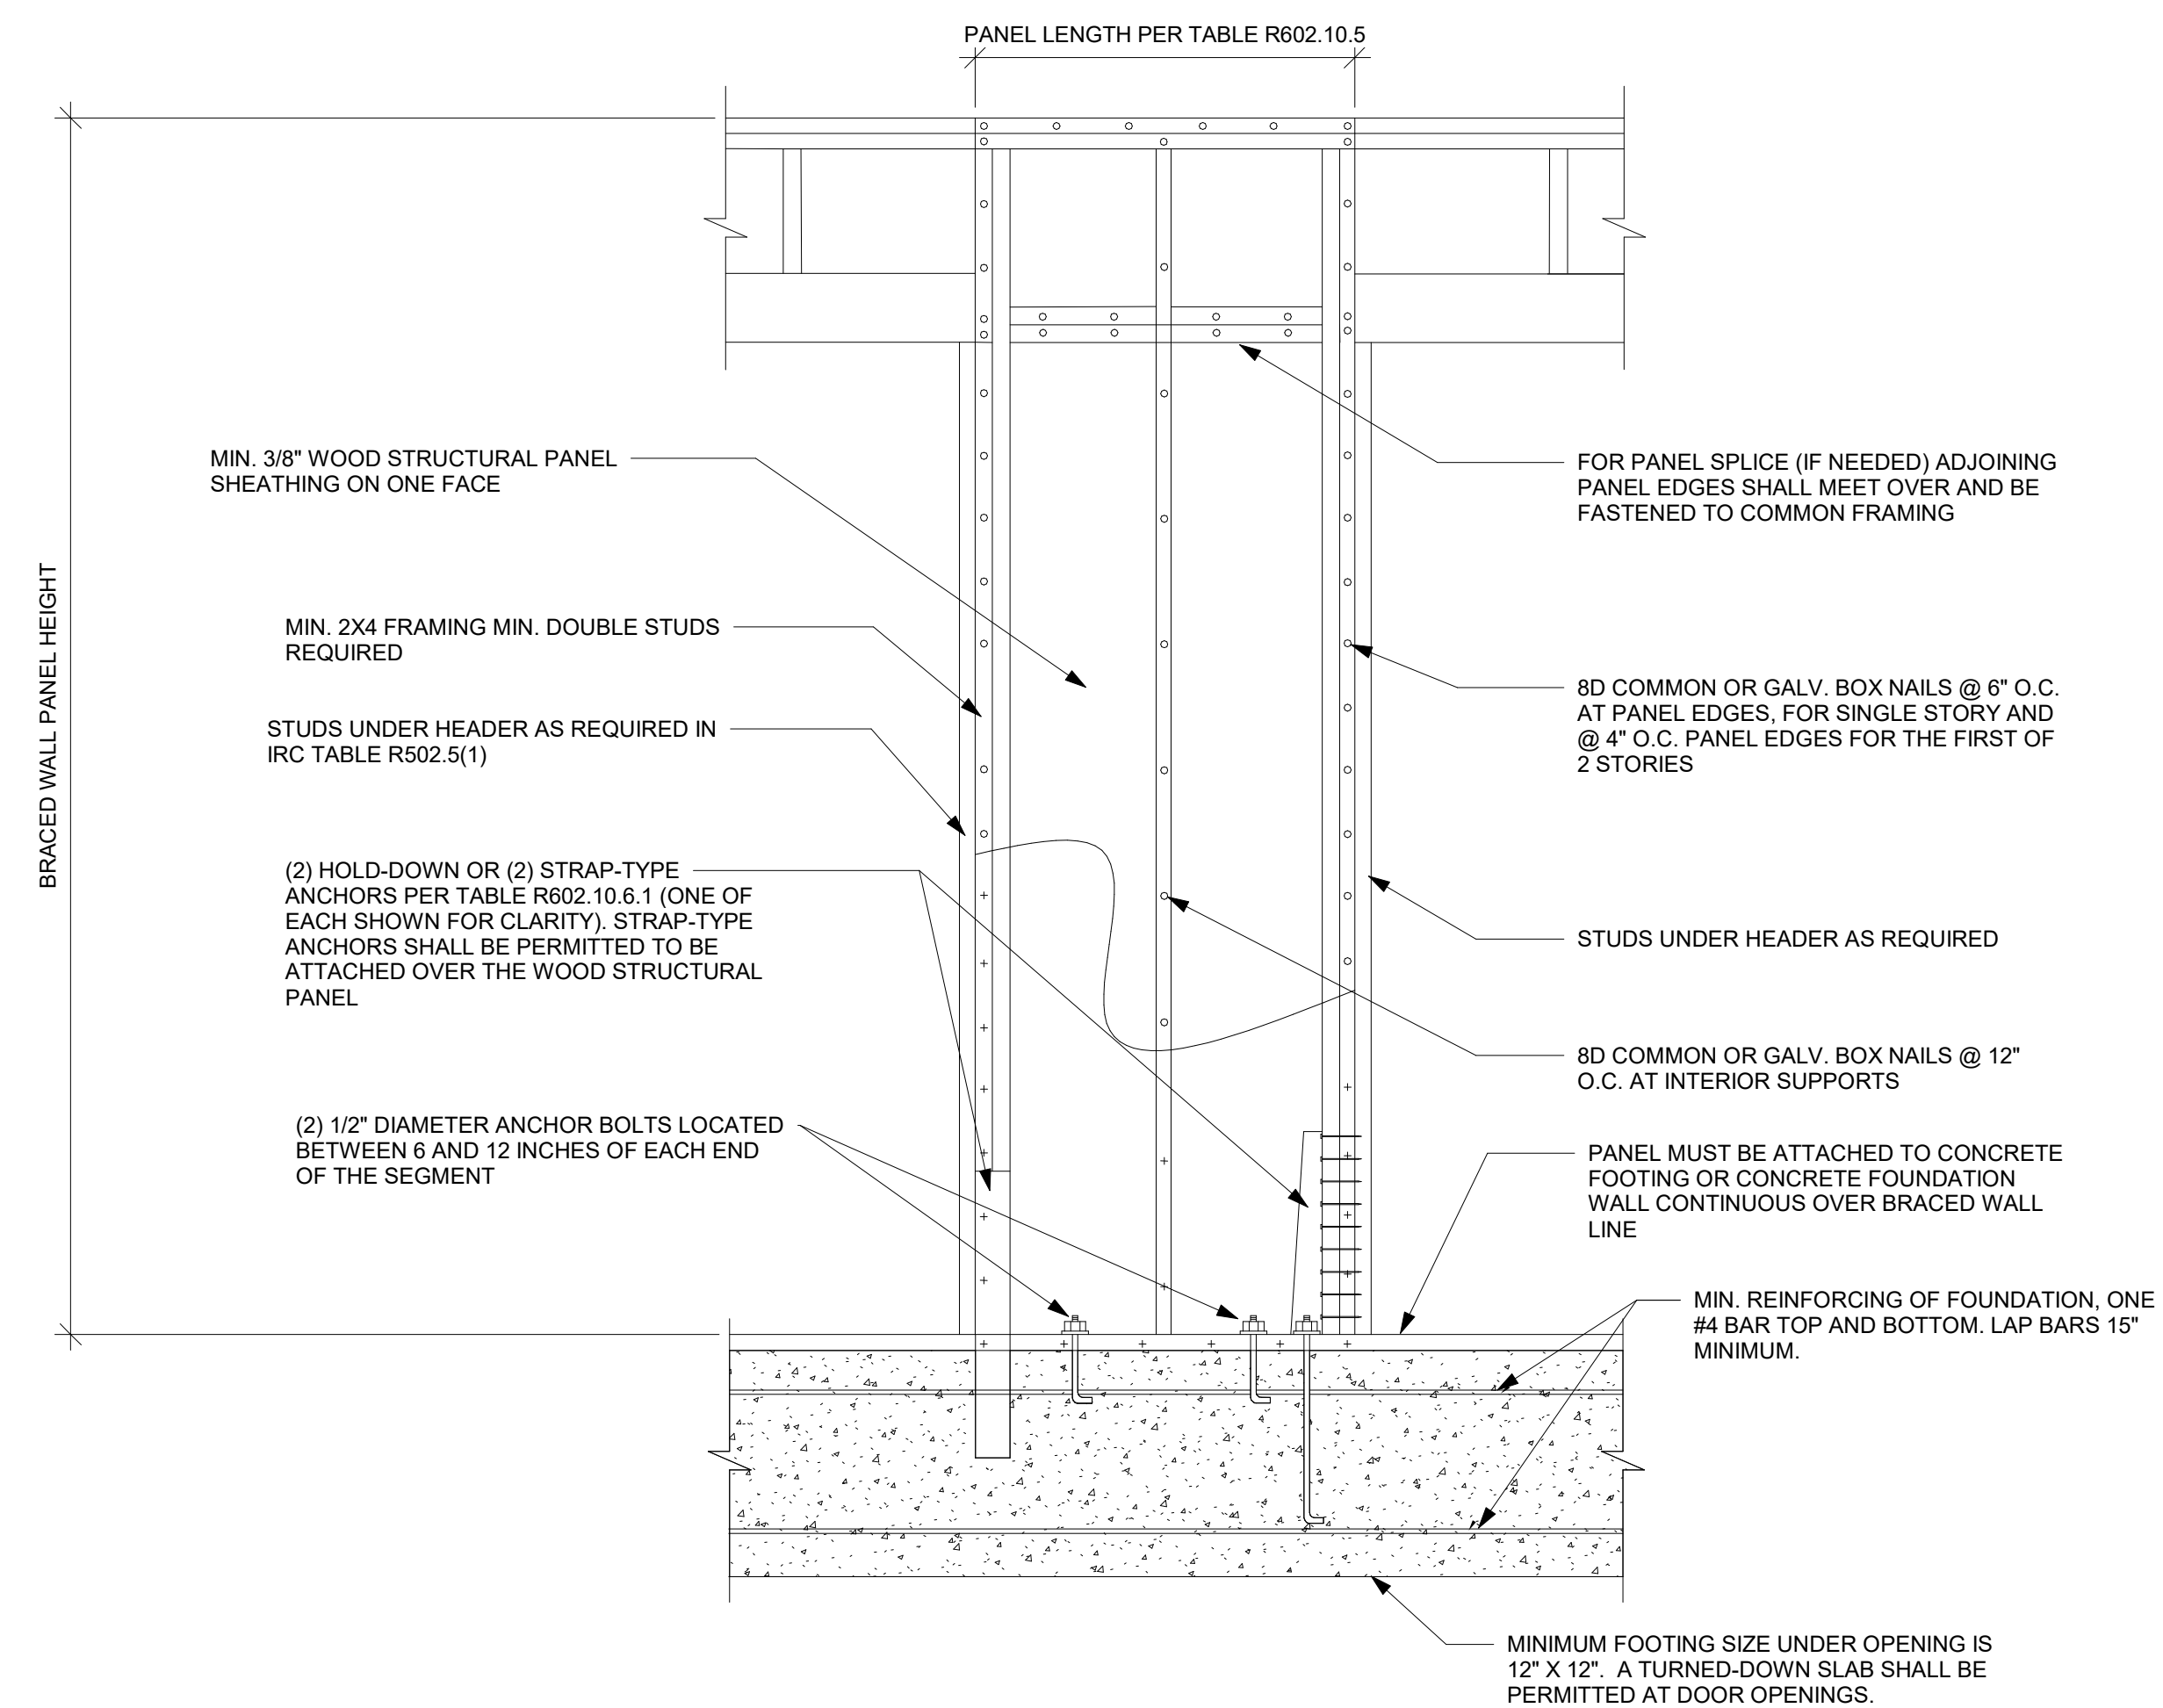 PANEL LENGTH PER TABLE R602.10.5
BRACED WALL PANEL HEIGHT
MIN. 3/8" WOOD STRUCTURAL PANEL
SHEATHING ON ONE FACE
MIN. 2X4 FRAMING MIN. DOUBLE STUDS
REQUIRED
STUDS UNDER HEADER AS REQUIRED IN
IRC TABLE R502.5(1)
(2) HOLD-DOWN OR (2) STRAP-TYPE
ANCHORS PER TABLE R602.10.6.1 (ONE OF
EACH SHOWN FOR CLARITY). STRAP-TYPE
ANCHORS SHALL BE PERMITTED TO BE
ATTACHED OVER THE WOOD STRUCTURAL
PANEL
(2) 1/2" DIAMETER ANCHOR BOLTS LOCATED
BETWEEN 6 AND 12 INCHES OF EACH END
OF THE SEGMENT
FOR PANEL SPLICE (IF NEEDED) ADJOINING
PANEL EDGES SHALL MEET OVER AND BE
FASTENED TO COMMON FRAMING
8D COMMON OR GALV. BOX NAILS @ 6" O.C.
AT PANEL EDGES, FOR SINGLE STORY AND
@ 4" O.C. PANEL EDGES FOR THE FIRST OF
2 STORIES
STUDS UNDER HEADER AS REQUIRED
8D COMMON OR GALV. BOX NAILS @ 12"
O.C. AT INTERIOR SUPPORTS
PANEL MUST BE ATTACHED TO CONCRETE
FOOTING OR CONCRETE FOUNDATION
WALL CONTINUOUS OVER BRACED WALL
LINE
MIN. REINFORCING OF FOUNDATION, ONE
#4 BAR TOP AND BOTTOM. LAP BARS 15"
MINIMUM.
MINIMUM FOOTING SIZE UNDER OPENING IS
12" X 12". A TURNED-DOWN SLAB SHALL BE
PERMITTED AT DOOR OPENINGS.